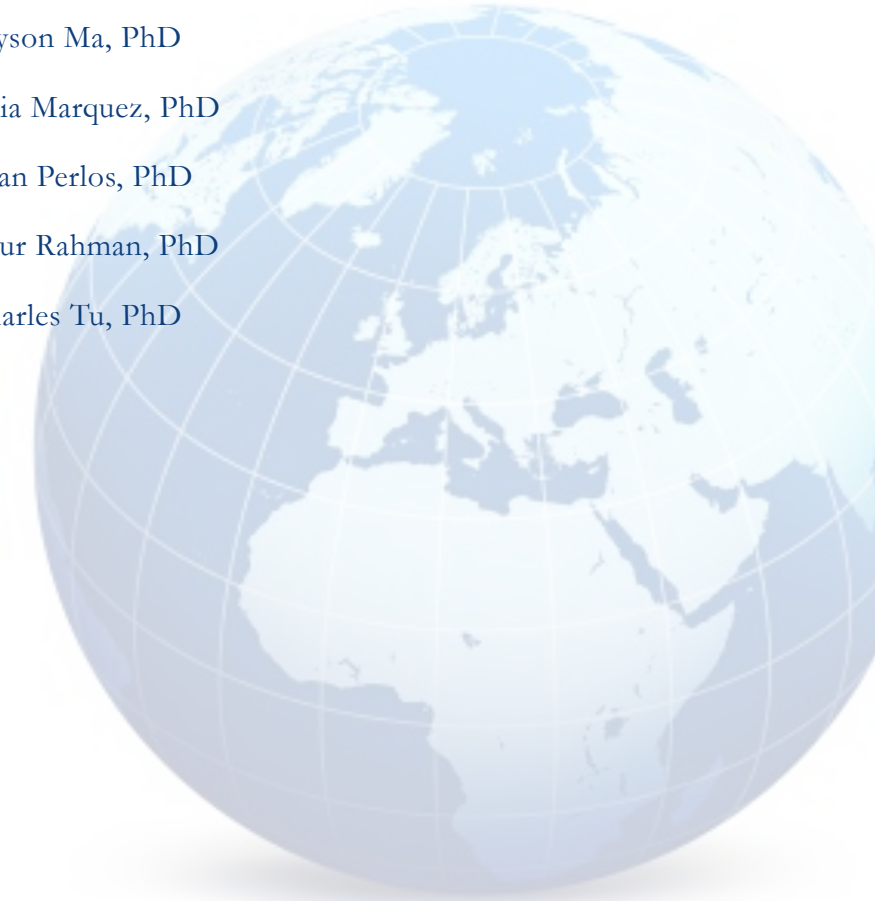 yson Ma, PhD
ia Marquez, PhD
an Perlos, PhD
ur Rahman, PhD
arles Tu, PhD